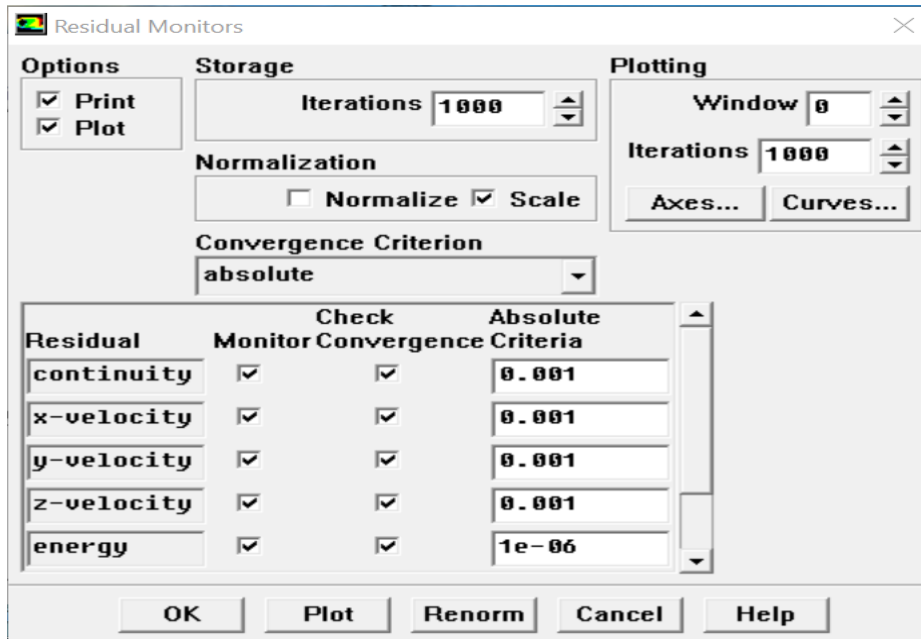 Residual Monitors
Options
Print
Plot
Storage
Iterations 1000
Normalization
Normalize Scale
Convergence Criterion
absolute
Plotting
Window 0
Iterations 1000
Axes... Curves...
Residual Monitor Check Convergence Absolute Criteria
continuity 0.001
x-velocity 0.001
y-velocity 0.001
z-velocity 0.001
energy 1e-06
OK Plot Renorm Cancel Help